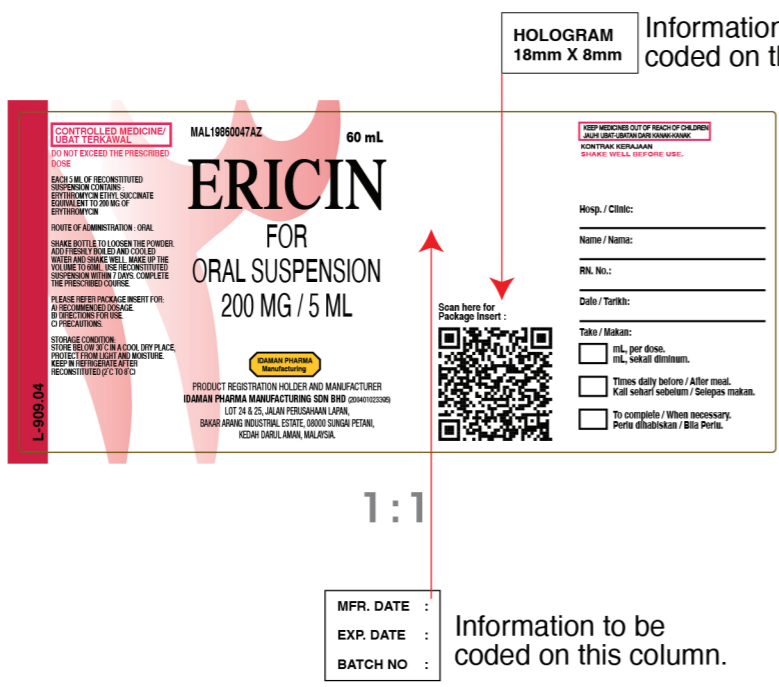 HOLOGRAM
18mm X 8mm
Information
coded on th
CONTROLLED MEDICINE/
UBAT TERKAWAL
DO NOT EXCEED THE PRESCRIBED
DOSE
EACH 5 ML OF RECONSTITUTED
SUSPENSION CONTAINS :
ERYTHROMYCIN ETHYL SUCCINATE
EQUIVALENT TO 200 MG OF
ERYTHROMYCIN
ROUTE OF ADMINISTRATION : ORAL
SHAKE BOTTLE TO LOOSEN THE POWDER.
ADD FRESHLY BOILED AND COOLED
WATER AND SHAKE WELL. MAKE UP THE
VOLUME TO 60ML. USE RECONSTITUTED
SUSPENSION WITHIN 7 DAYS. COMPLETE
THE PRESCRIBED COURSE.
PLEASE REFER PACKAGE INSERT FOR:
A) RECOMMENDED DOSAGE.
B) DIRECTIONS FOR USE.
C) PRECAUTIONS.
STORAGE CONDITION:
STORE BELOW 30˚C IN A COOL DRY PLACE,
PROTECT FROM LIGHT AND MOISTURE.
KEEP IN REFRIGERATE AFTER
RECONSTITUTED (2˚C TO 8˚C)
L-909.04
MAL19860047AZ
60 mL
ERICIN
FOR
ORAL SUSPENSION
200 MG / 5 ML
IDAMAN PHARMA
Manufacturing
PRODUCT REGISTRATION HOLDER AND MANUFACTURER
IDAMAN PHARMA MANUFACTURING SDN BHD (200401023395)
LOT 24 & 25, JALAN PERUSAHAAN LAPAN,
BAKAR ARANG INDUSTRIAL ESTATE, 08000 SUNGAI PETANI,
KEDAH DARUL AMAN, MALAYSIA.
Scan here for
Package Insert :
KEEP MEDICINES OUT OF REACH OF CHILDREN
JAUHI UBAT-UBATAN DARI KANAK-KANAK
KONTRAK KERAJAAN
SHAKE WELL BEFORE USE.
Hosp. / Clinic:
Name / Nama:
RN. No.:
Date / Tarikh:
Take / Makan:
mL, per dose.
mL, sekali diminum.
Times daily before / After meal.
Kali sehari sebelum / Selepas makan.
To complete / When necessary.
Perlu dihabiskan / Bila Perlu.
1 : 1
MFR. DATE :
EXP. DATE :
BATCH NO :
Information to be
coded on this column.